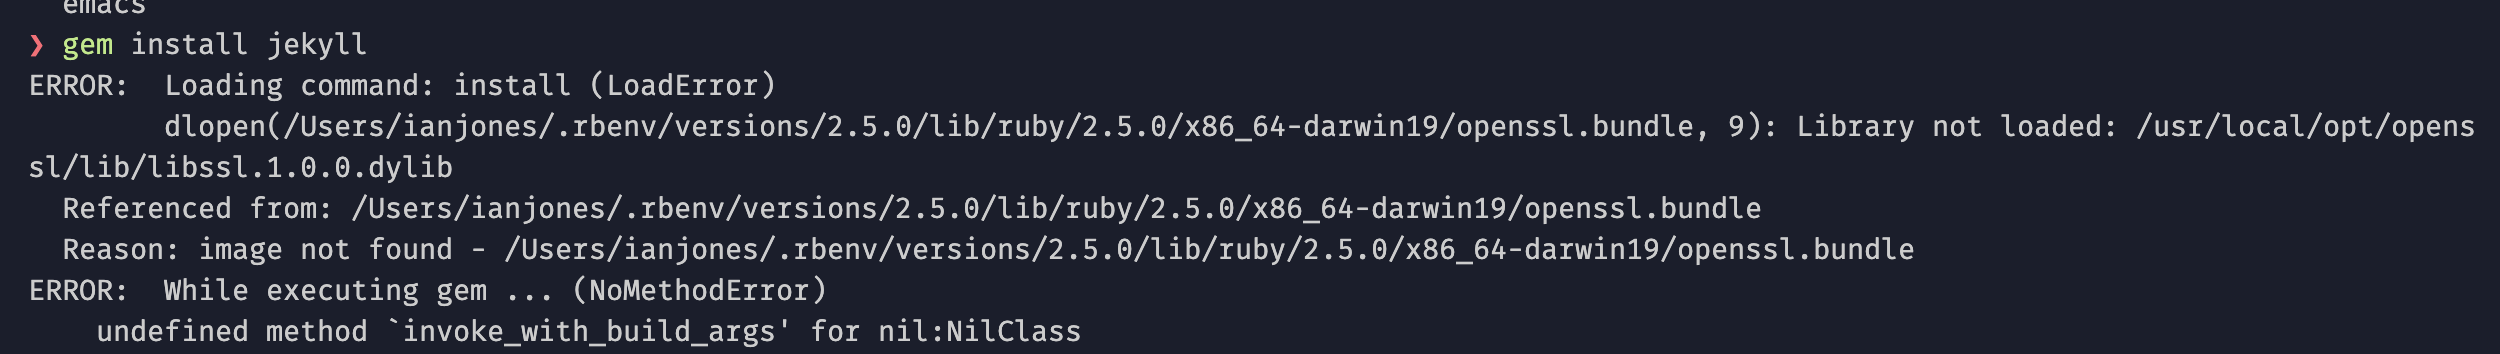 emacs
❯ gem install jekyll
ERROR:  Loading command: install (LoadError)
        dlopen(/Users/ianjones/.rbenv/versions/2.5.0/lib/ruby/2.5.0/x86_64-darwin19/openssl.bundle, 9): Library not loaded: /usr/local/opt/opens
sl/lib/libssl.1.0.0.dylib
  Referenced from: /Users/ianjones/.rbenv/versions/2.5.0/lib/ruby/2.5.0/x86_64-darwin19/openssl.bundle
  Reason: image not found - /Users/ianjones/.rbenv/versions/2.5.0/lib/ruby/2.5.0/x86_64-darwin19/openssl.bundle
ERROR:  While executing gem ... (NoMethodError)
    undefined method `invoke_with_build_args' for nil:NilClass